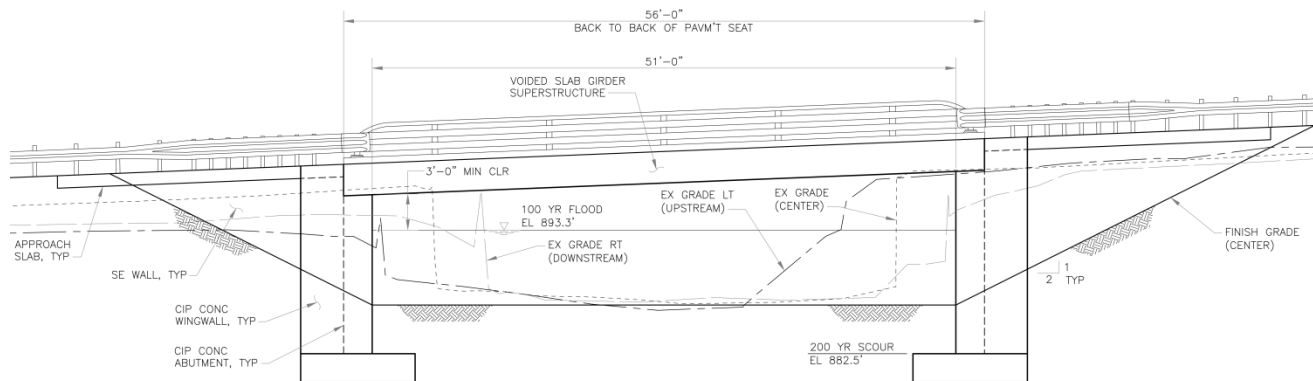 56'-0"
BACK TO BACK OF PAVM'T SEAT
51'-0"
VOIDED SLAB GIRDER
SUPERSTRUCTURE
3'-0" MIN CLR
100 YR FLOOD
EL 893.3'
EX GRADE RT
(DOWNSTREAM)
EX GRADE LT
(UPSTREAM)
EX GRADE
(CENTER)
FINISH GRADE
(CENTER)
APPROACH
SLAB, TYP
SE WALL, TYP
1
2
TYP
CIP CONC
WINGWALL, TYP
CIP CONC
ABUTMENT, TYP
200 YR SCOUR
EL 882.5'